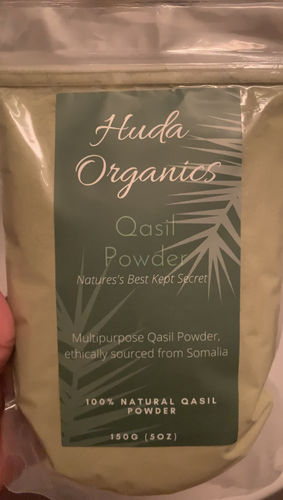 Huda
Organics
Qasil
Powder
Natures's Best Kept Secret
Multipurpose Qasil Powder,
ethically sourced from Somalia
100% NATURAL QASIL
POWDER
150G (5OZ)